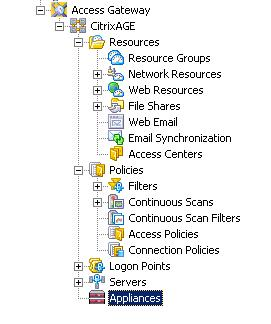 Access Gateway
CitrixAGE
Resources
Resource Groups
Network Resources
Web Resources
File Shares
Web Email
Email Synchronization
Access Centers
Policies
Filters
Continuous Scans
Continuous Scan Filters
Access Policies
Connection Policies
Logon Points
Servers
Appliances